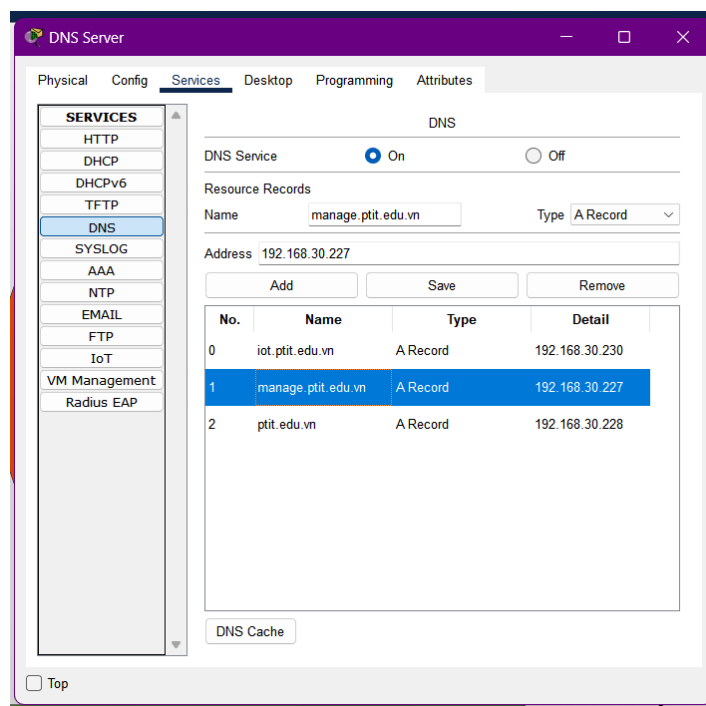 DNS Server
Physical Config Services Desktop Programming Attributes
SERVICES
HTTP
DHCP
DHCPv6
TFTP
DNS
SYSLOG
AAA
NTP
EMAIL
FTP
IoT
VM Management
Radius EAP
DNS
DNS Service On Off
Resource Records
Name manage.ptit.edu.vn Type A Record
Address 192.168.30.227
Add Save Remove
No. Name Type Detail
0 iot.ptit.edu.vn A Record 192.168.30.230
1 manage.ptit.edu.vn A Record 192.168.30.227
2 ptit.edu.vn A Record 192.168.30.228
DNS Cache
Top